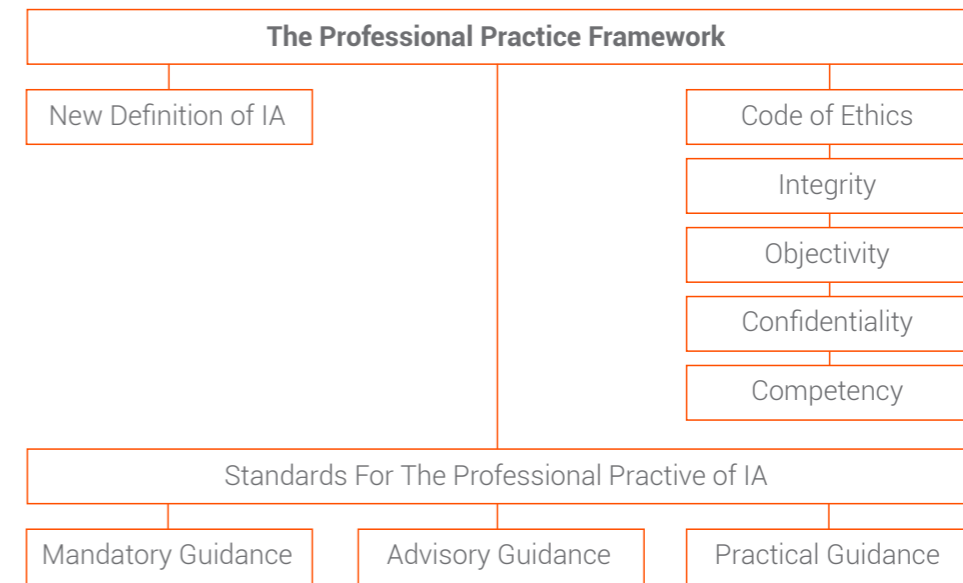 The Professional Practice Framework
New Definition of IA
Code of Ethics
Integrity
Objectivity
Confidentiality
Competency
Standards For The Professional Practive of IA
Mandatory Guidance
Advisory Guidance
Practical Guidance